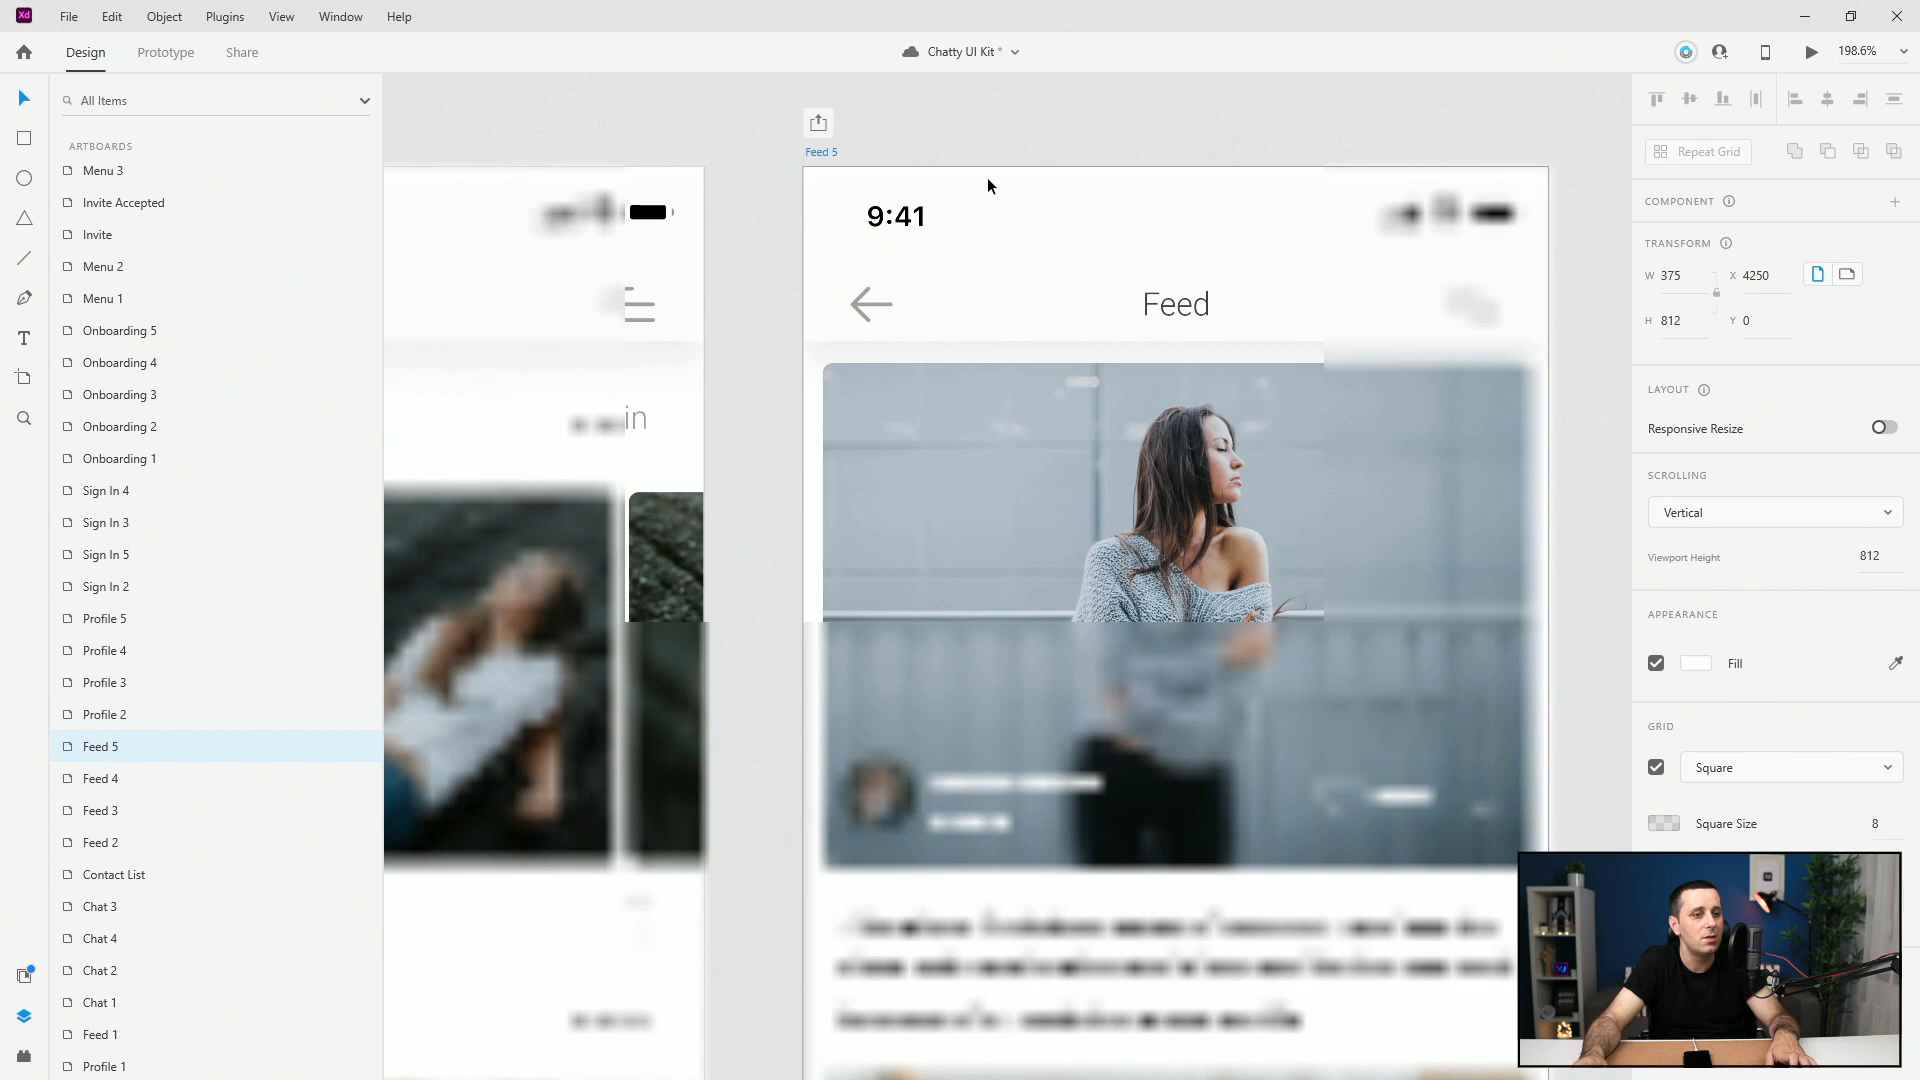 Xd
File Edit Object Plugins View Window Help
Design Prototype Share
Chatty UI Kit *
198.6%
All Items
ARTBOARDS
Menu 3
Invite Accepted
Invite
Menu 2
Menu 1
Onboarding 5
Onboarding 4
Onboarding 3
Onboarding 2
Onboarding 1
Sign In 4
Sign In 3
Sign In 5
Sign In 2
Profile 5
Profile 4
Profile 3
Profile 2
Feed 5
Feed 4
Feed 3
Feed 2
Contact List
Chat 3
Chat 4
Chat 2
Chat 1
Feed 1
Profile 1
in
Feed 5
9:41
Feed
Repeat Grid
COMPONENT
TRANSFORM
W 375 X 4250
H 812 Y 0
LAYOUT
Responsive Resize
SCROLLING
Vertical
Viewport Height 812
APPEARANCE
Fill
GRID
Square
Square Size 8